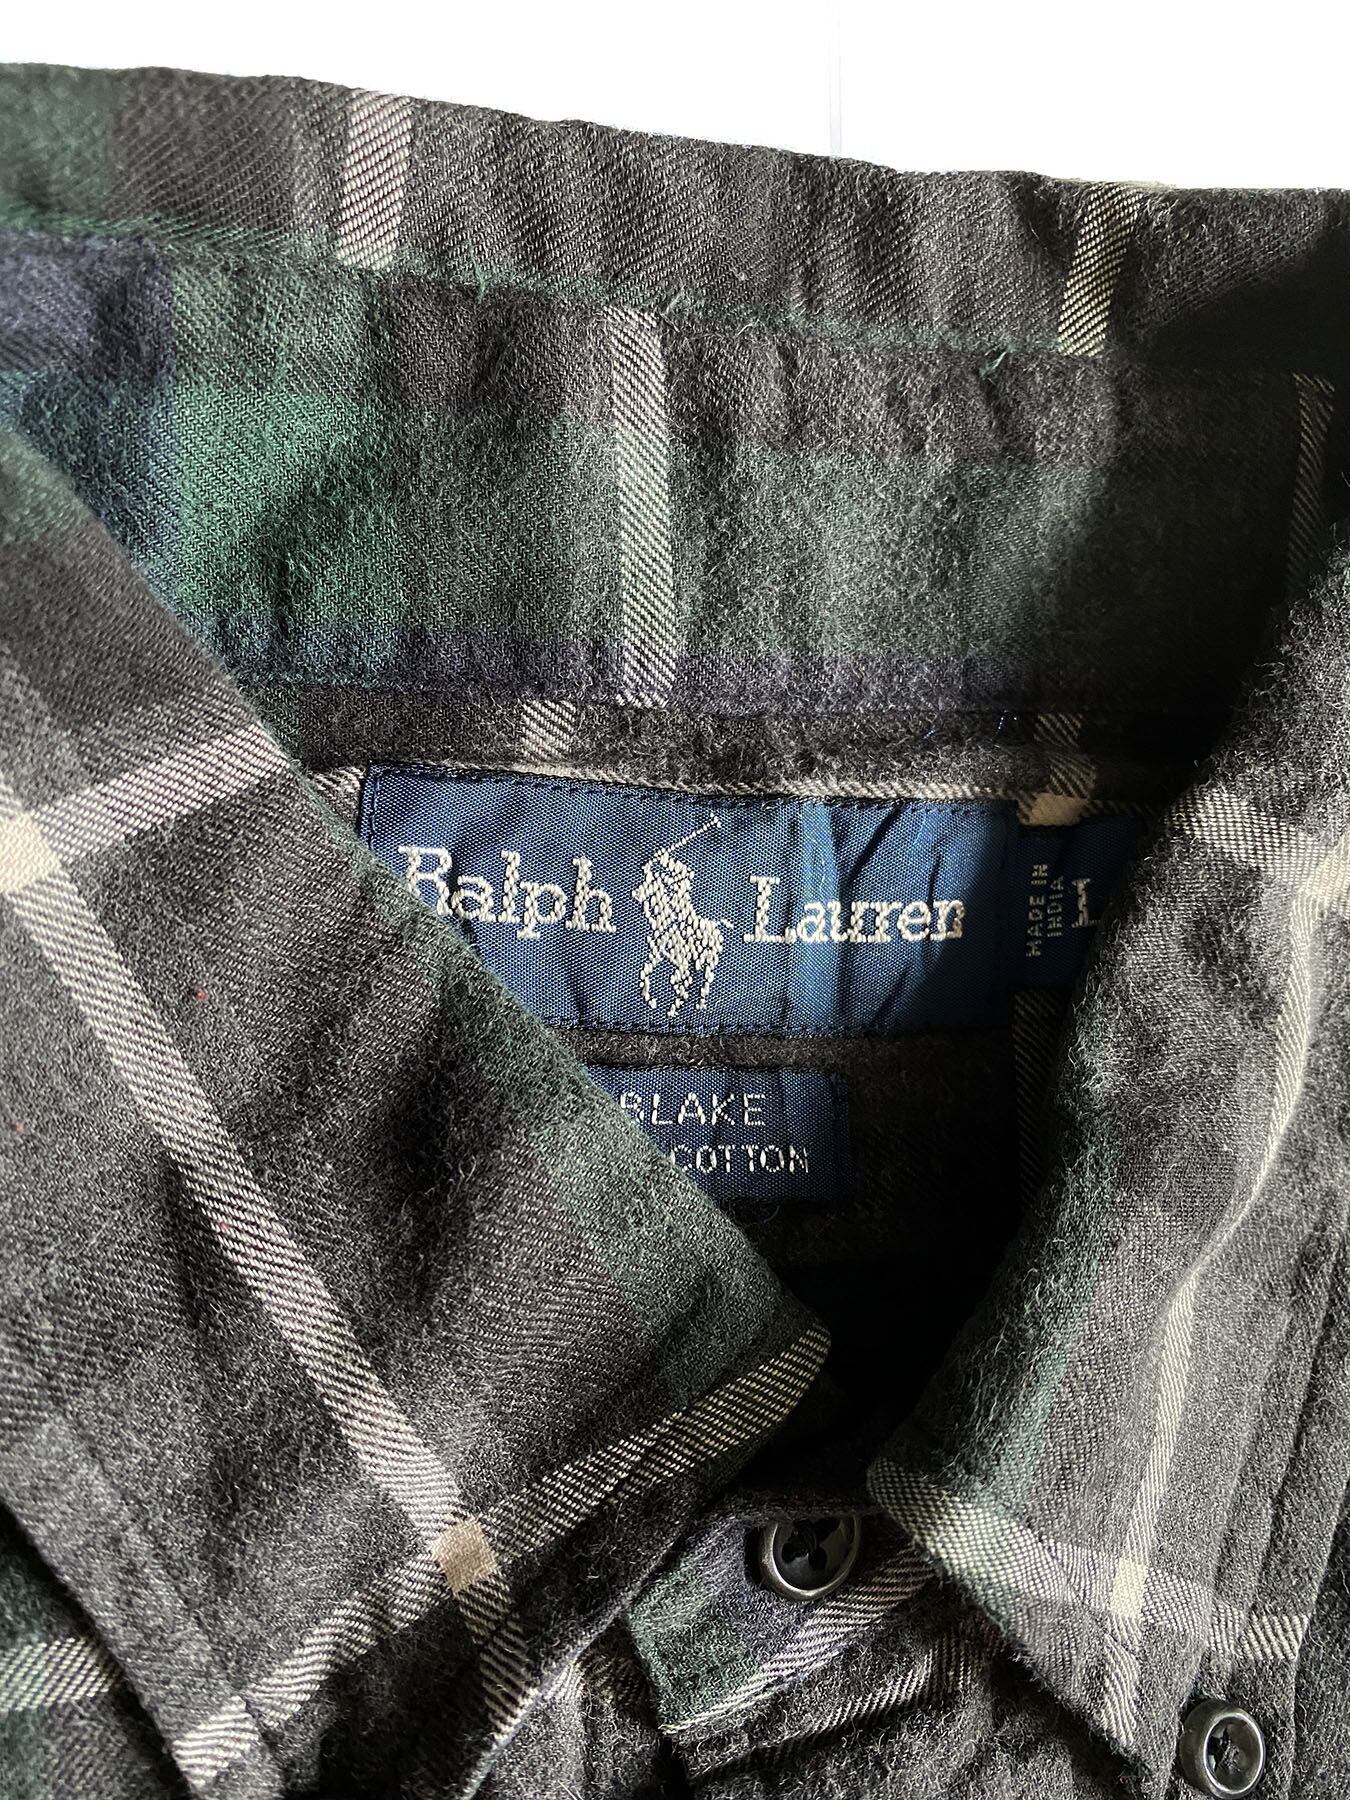 Ralph Lauren
MADE IN
INDIA
L
BLAKE
COTTON